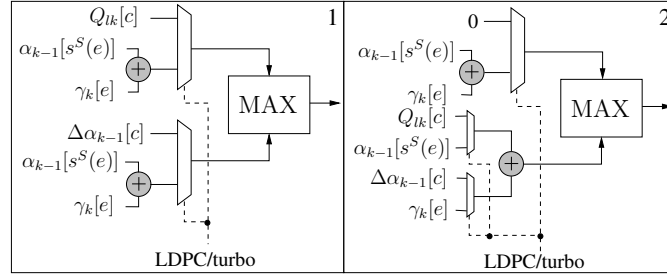 1
Q_{lk}[c]
α_{k−1}[s^S(e)]
+
γ_k[e]
MAX
Δα_{k−1}[c]
α_{k−1}[s^S(e)]
+
γ_k[e]
LDPC/turbo
2
0
α_{k−1}[s^S(e)]
+
γ_k[e]
MAX
Q_{lk}[c]
α_{k−1}[s^S(e)]
+
Δα_{k−1}[c]
γ_k[e]
LDPC/turbo